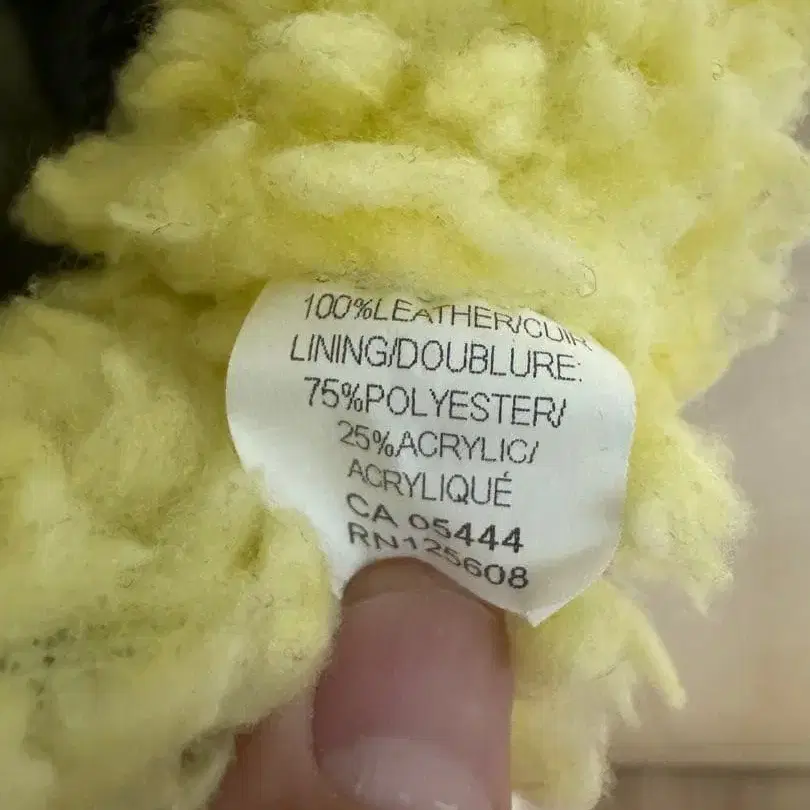 100%LEATHER/CUIR
LINING/DOUBLURE:
75%POLYESTER/
25%ACRYLIC/
ACRYLIQUÉ
CA 05444
RN125608